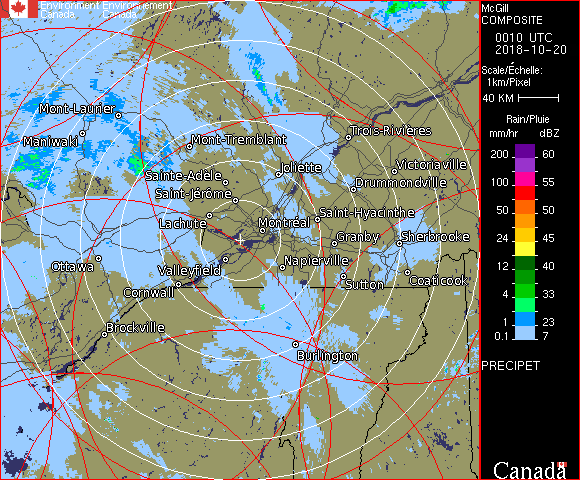 Environment Environnement
Canada Canada
McGill
COMPOSITE
0010 UTC
2018-10-20
Scale/Échelle:
1km/Pixel
40 KM
Rain/Pluie
mm/hr dBZ
200 60
100 55
50 50
24 45
12 40
4 33
1 23
0.1 7
PRECIPET
Canada
Mont-Laurier
Maniwaki
Mont-Tremblant
Trois-Rivières
Joliette
Victoriaville
Sainte-Adèle
Drummondville
Saint-Jérôme
Saint-Hyacinthe
Lachute
Montréal
Granby
Sherbrooke
Ottawa
Valleyfield
Napierville
Coaticook
Cornwall
Sutton
Brockville
Burlington